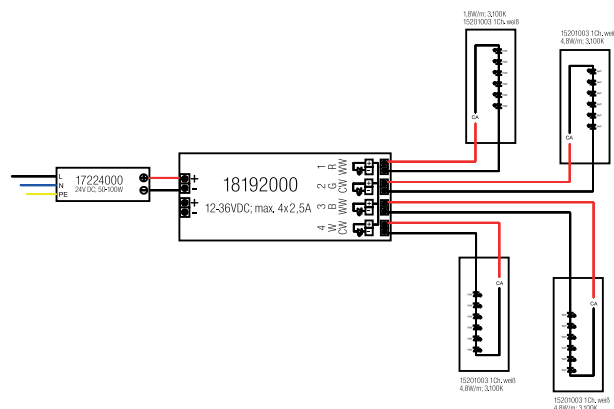 1,8W/m; 3,100K
15201003 1Ch. weiß
15201003 1Ch. weiß
4,8W/m; 3,100K
CA
CA
L
N
PE
17224000
24V DC; 50-100W
+
-
+
-
+
-
18192000
12-36VDC; max. 4x2,5A
1 R WW
2 G CW
3 B WW
4 W CW
CA
CA
15201003 1Ch. weiß
4,8W/m; 3,100K
15201003 1Ch. weiß
4,8W/m; 3,100K